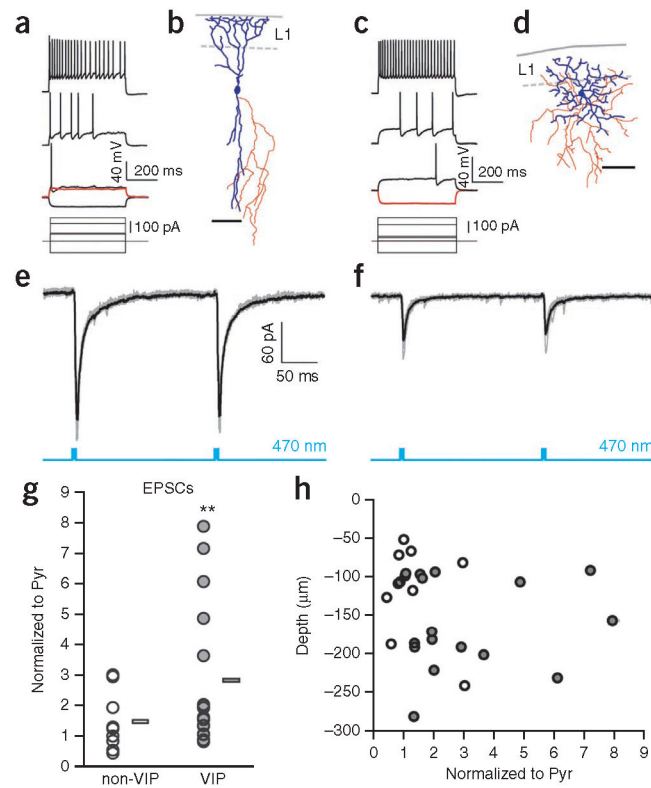 a
b
c
d
L1
L1
40 mV
200 ms
100 pA
40 mV
200 ms
100 pA
e
f
60 pA
50 ms
470 nm
470 nm
g
EPSCs
**
Normalized to Pyr
9
8
7
6
5
4
3
2
1
0
non-VIP
VIP
h
Depth (μm)
0
−50
−100
−150
−200
−250
−300
0 1 2 3 4 5 6 7 8 9
Normalized to Pyr